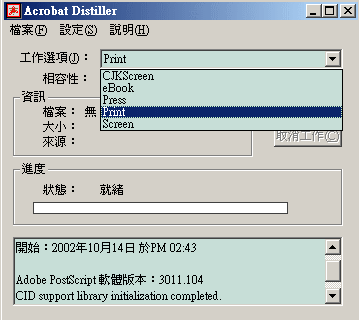 Acrobat Distiller
檔案(F) 設定(S) 說明(H)
工作選項(J)： Print
相容性：
CJKScreen
eBook
Press
Print
Screen
資訊
檔案： 無
大小：
來源：
取消工作(C)
進度
狀態： 就緒
開始：2002年10月14日 於PM 02:43
Adobe PostScript 軟體版本：3011.104
CID support library initialization completed.